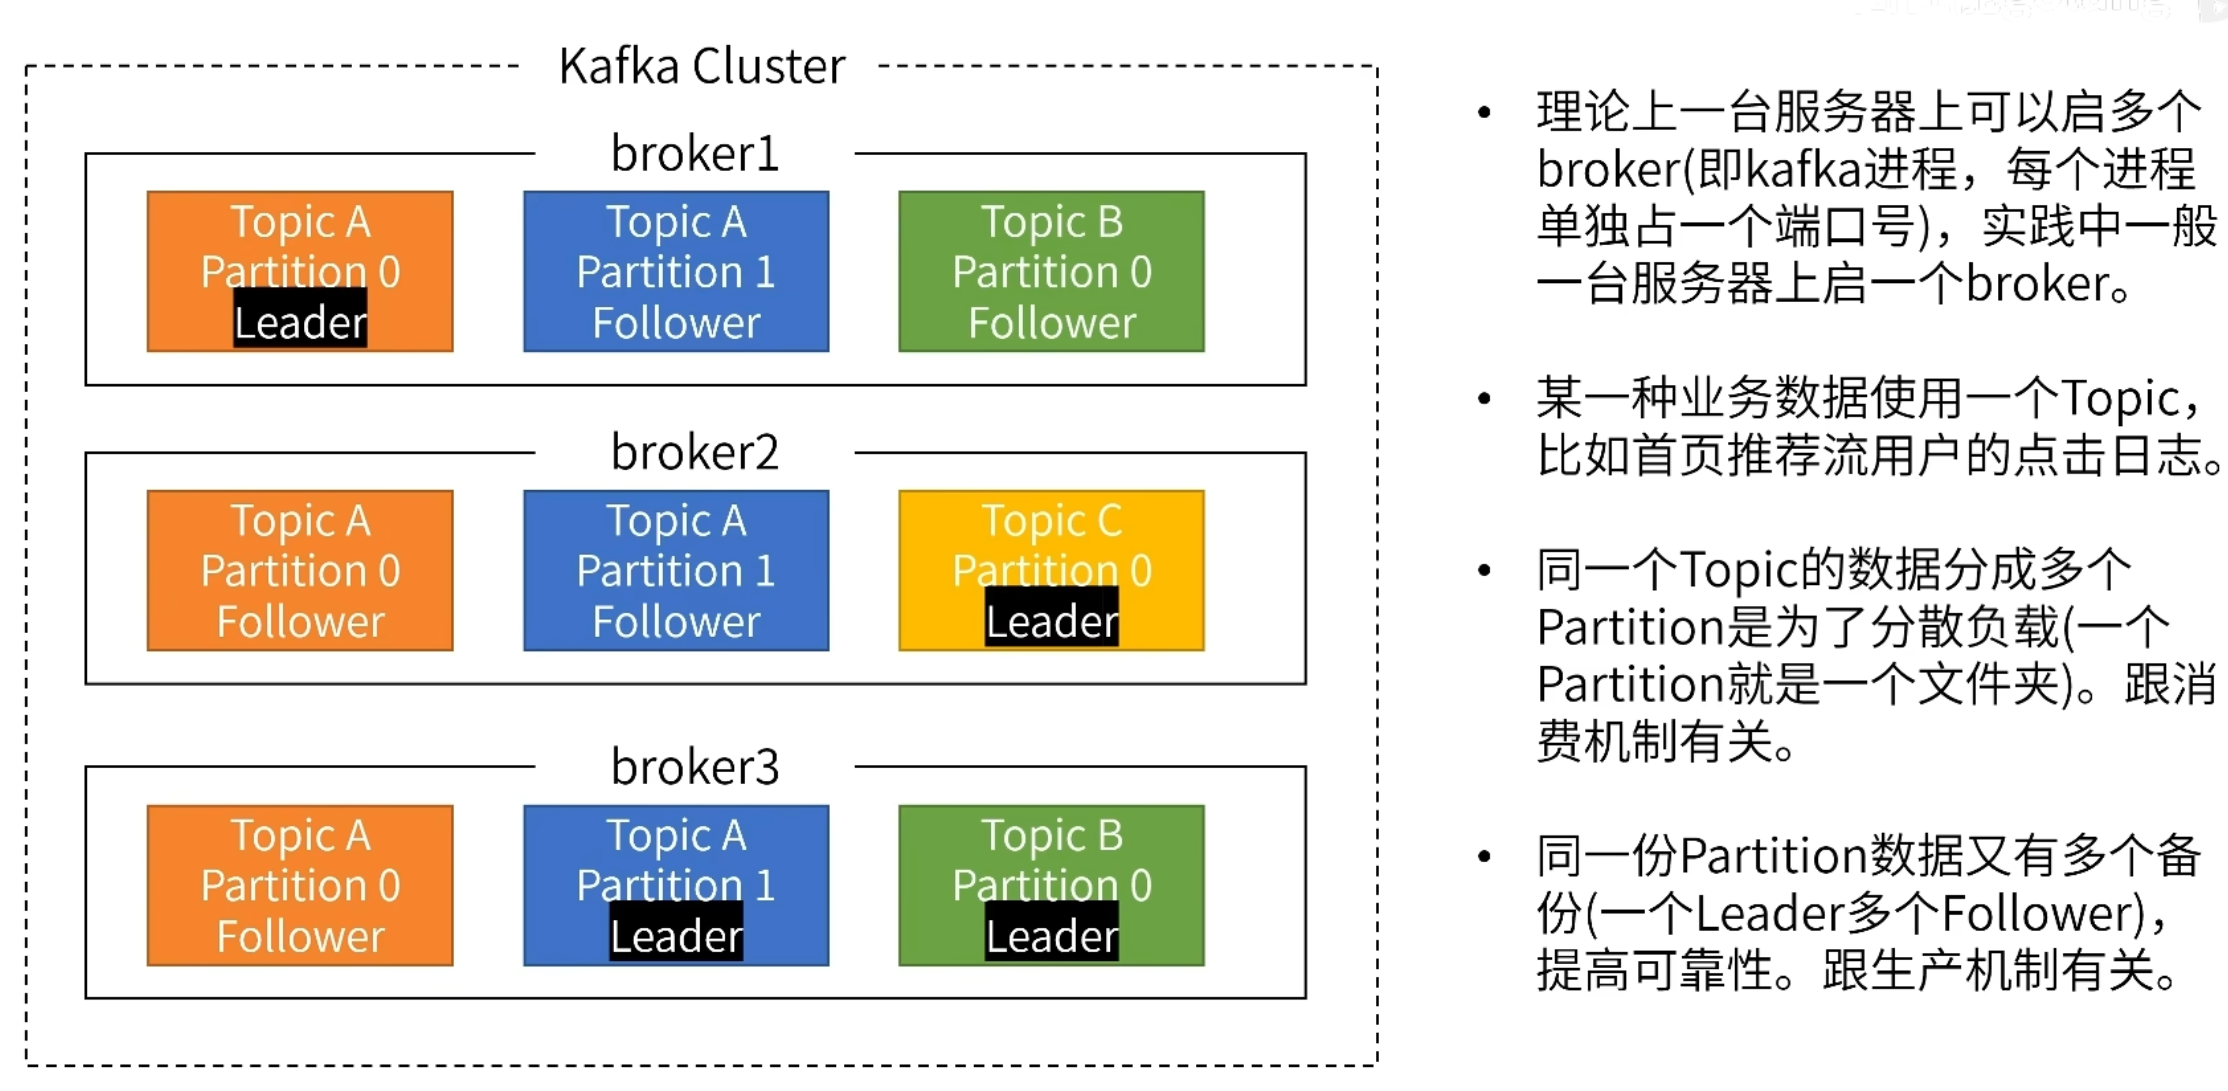 Kafka Cluster
broker1
Topic A
Partition 0
Leader
Topic A
Partition 1
Follower
Topic B
Partition 0
Follower
broker2
Topic A
Partition 0
Follower
Topic A
Partition 1
Follower
Topic C
Partition 0
Leader
broker3
Topic A
Partition 0
Follower
Topic A
Partition 1
Leader
Topic B
Partition 0
Leader
• 理论上一台服务器上可以启多个
broker(即kafka进程，每个进程
单独占一个端口号)，实践中一般
一台服务器上启一个broker。
• 某一种业务数据使用一个Topic，
比如首页推荐流用户的点击日志。
• 同一个Topic的数据分成多个
Partition是为了分散负载(一个
Partition就是一个文件夹)。跟消
费机制有关。
• 同一份Partition数据又有多个备
份(一个Leader多个Follower)，
提高可靠性。跟生产机制有关。